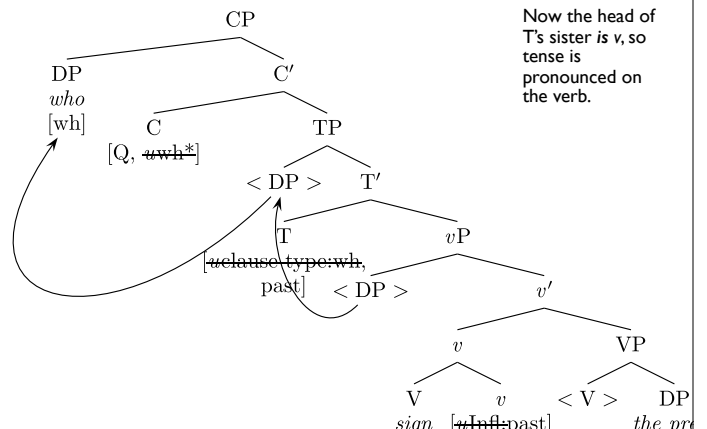 CP
Now the head of
T's sister is v, so
tense is
pronounced on
the verb.
DP
who
[wh]
C′
C
[Q, uwh*]
TP
< DP >
T′
T
[uclause type:wh,
past]
vP
< DP >
v′
v
VP
V
sign
v
[uInfl:past]
< V >
DP
the